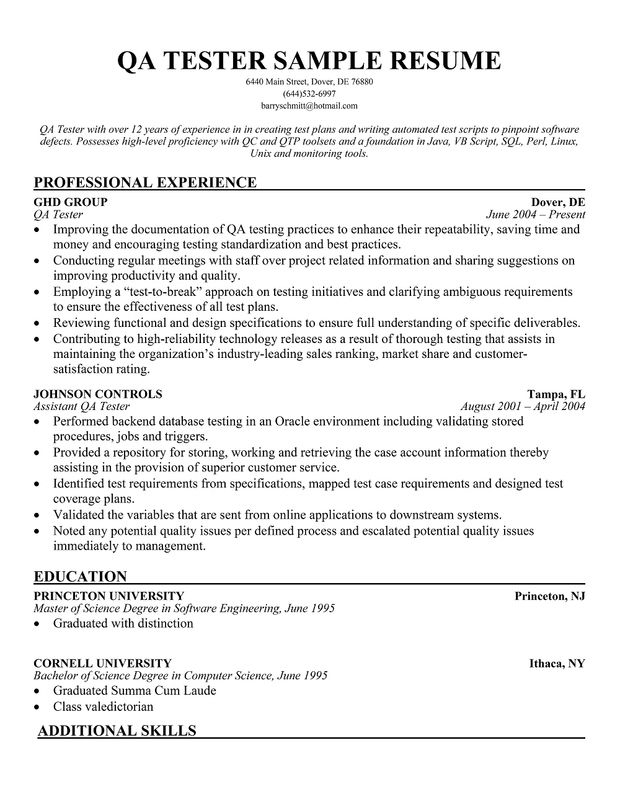 QA TESTER SAMPLE RESUME
6440 Main Street, Dover, DE 76880
(644)532-6997
barryschmitt@hotmail.com
QA Tester with over 12 years of experience in in creating test plans and writing automated test scripts to pinpoint software
defects. Possesses high-level proficiency with QC and QTP toolsets and a foundation in Java, VB Script, SQL, Perl, Linux,
Unix and monitoring tools.
PROFESSIONAL EXPERIENCE
GHD GROUP Dover, DE
QA Tester June 2004 – Present
• Improving the documentation of QA testing practices to enhance their repeatability, saving time and
money and encouraging testing standardization and best practices.
• Conducting regular meetings with staff over project related information and sharing suggestions on
improving productivity and quality.
• Employing a “test-to-break” approach on testing initiatives and clarifying ambiguous requirements
to ensure the effectiveness of all test plans.
• Reviewing functional and design specifications to ensure full understanding of specific deliverables.
• Contributing to high-reliability technology releases as a result of thorough testing that assists in
maintaining the organization’s industry-leading sales ranking, market share and customer-
satisfaction rating.
JOHNSON CONTROLS Tampa, FL
Assistant QA Tester August 2001 – April 2004
• Performed backend database testing in an Oracle environment including validating stored
procedures, jobs and triggers.
• Provided a repository for storing, working and retrieving the case account information thereby
assisting in the provision of superior customer service.
• Identified test requirements from specifications, mapped test case requirements and designed test
coverage plans.
• Validated the variables that are sent from online applications to downstream systems.
• Noted any potential quality issues per defined process and escalated potential quality issues
immediately to management.
EDUCATION
PRINCETON UNIVERSITY Princeton, NJ
Master of Science Degree in Software Engineering, June 1995
• Graduated with distinction
CORNELL UNIVERSITY Ithaca, NY
Bachelor of Science Degree in Computer Science, June 1995
• Graduated Summa Cum Laude
• Class valedictorian
ADDITIONAL SKILLS